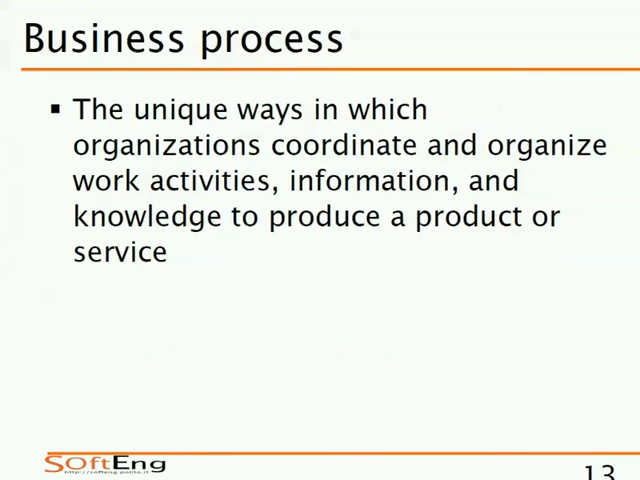 Business process
▪ The unique ways in which
organizations coordinate and organize
work activities, information, and
knowledge to produce a product or
service
SOftEng
http://softeng.polito.it
13